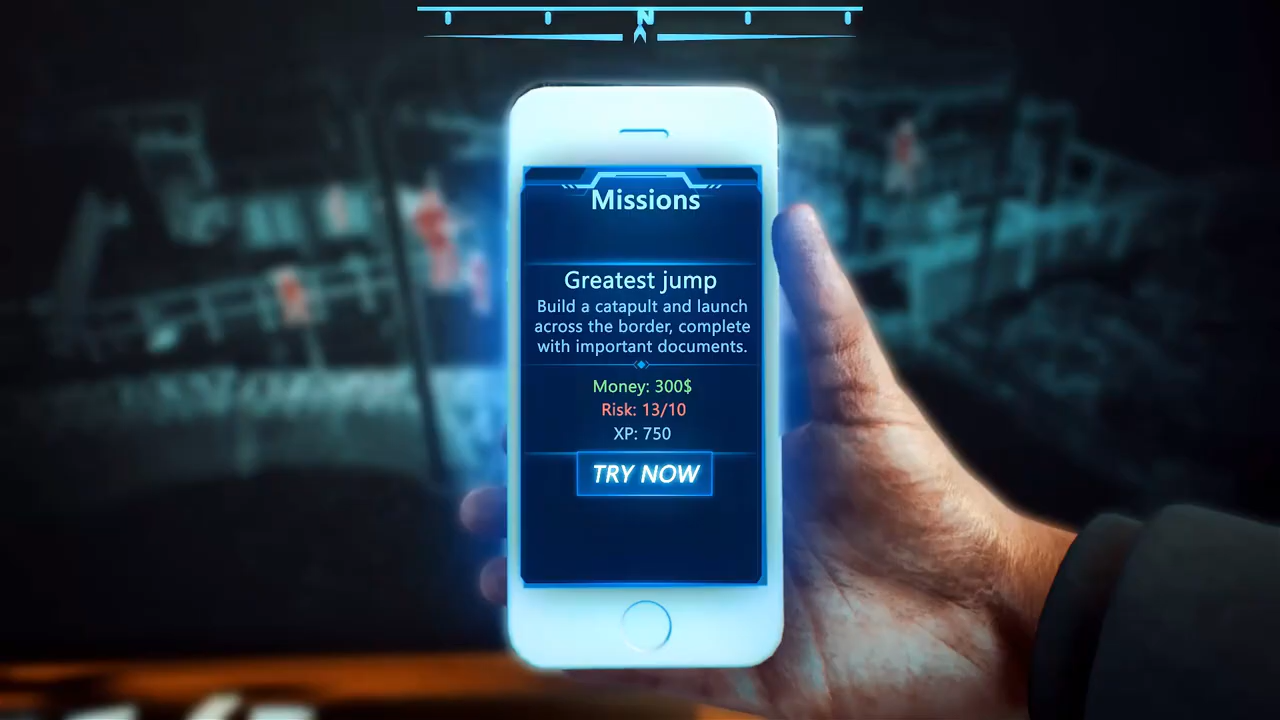 N
Missions
Greatest jump
Build a catapult and launch
across the border, complete
with important documents.
Money: 300$
Risk: 13/10
XP: 750
TRY NOW